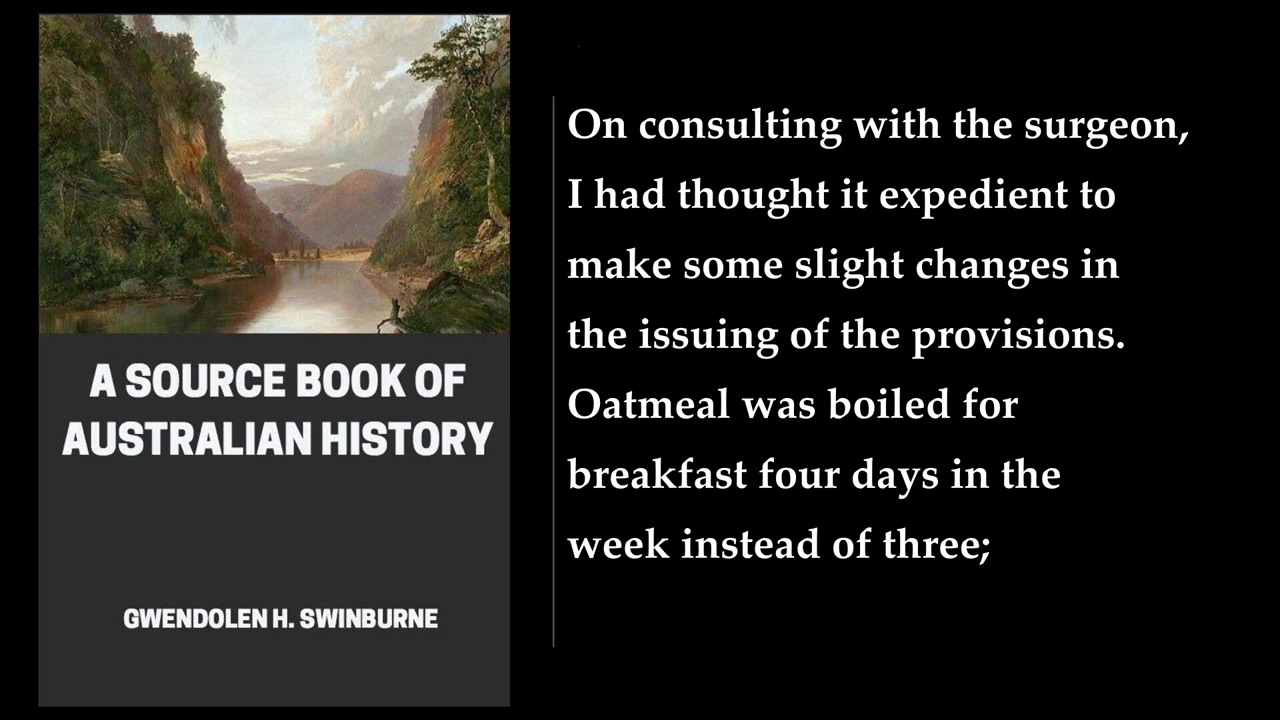 A SOURCE BOOK OF
AUSTRALIAN HISTORY
GWENDOLEN H. SWINBURNE
On consulting with the surgeon,
I had thought it expedient to
make some slight changes in
the issuing of the provisions.
Oatmeal was boiled for
breakfast four days in the
week instead of three;